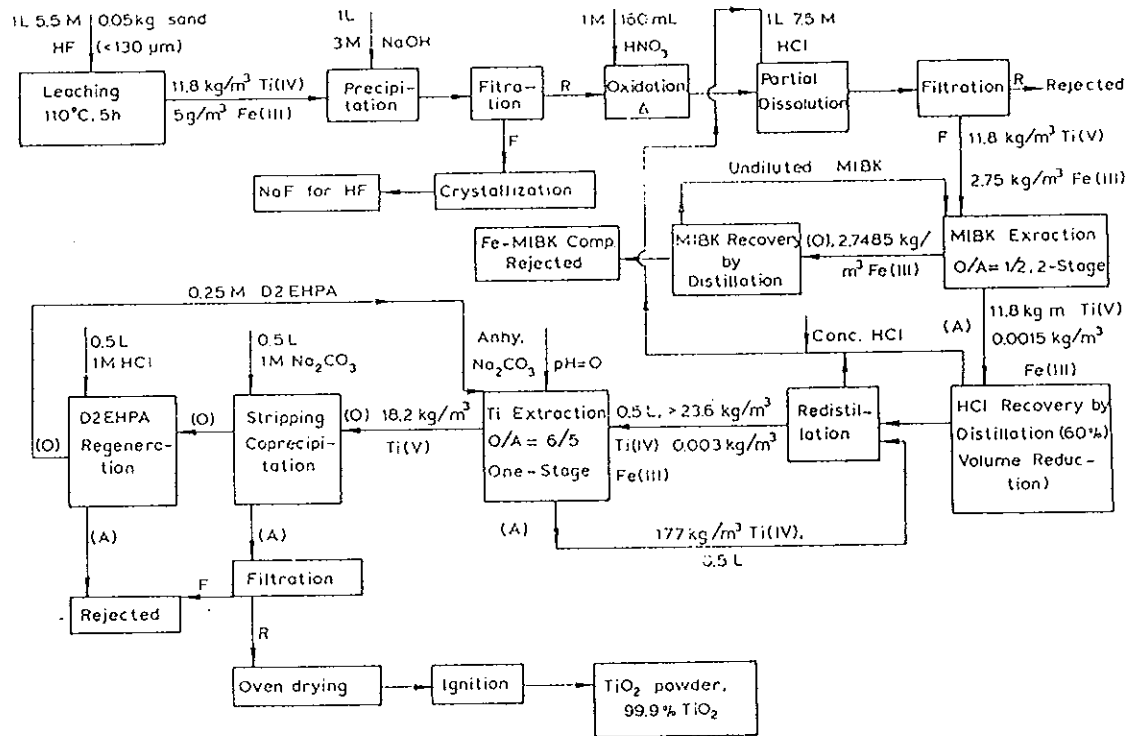 1L 5.5 M
HF
0.05 kg sand
(<130 µm)
Leaching
110°C, 5h
11.8 kg/m³ Ti(IV)
5g/m³ Fe(III)
1L
3M NaOH
Precipi-
tation
Filtra-
tion
R
F
Crystallization
NaF for HF
1M 160 mL
HNO₃
Oxidation
Δ
1L 7.5 M
HCl
Partial
Dissolution
Filtration
R
Rejected
F
11.8 kg/m³ Ti(V)
2.75 kg/m³ Fe(III)
Undiluted MIBK
MIBK Exraction
O/A = 1/2, 2-Stage
(O), 2.7485 kg/
m³ Fe(III)
MIBK Recovery
by
Distillation
Fe-MIBK Comp.
Rejected
(A)
11.8 kg m Ti(V)
0.0015 kg/m³
Fe(III)
HCl Recovery by
Distillation (60%)
Volume Reduc-
tion)
Conc. HCl
Redistil-
lation
0.5 L, > 23.6 kg/m³
Ti(IV) 0.003 kg/m³
Fe(III)
0.25 M D2EHPA
Anhy.
Na₂CO₃
pH=0
Ti Extraction
O/A = 6/5
One-Stage
(A)
177 kg/m³ Ti(IV),
0.5 L
(O) 18.2 kg/m³
Ti(V)
0.5 L
1M Na₂CO₃
Stripping
Coprecipi-
tation
(O)
0.5 L
1M HCl
D2EHPA
Regenerc-
tion
(O)
(A)
(A)
Filtration
F
Rejected
R
Oven drying
Ignition
TiO₂ powder,
99.9% TiO₂